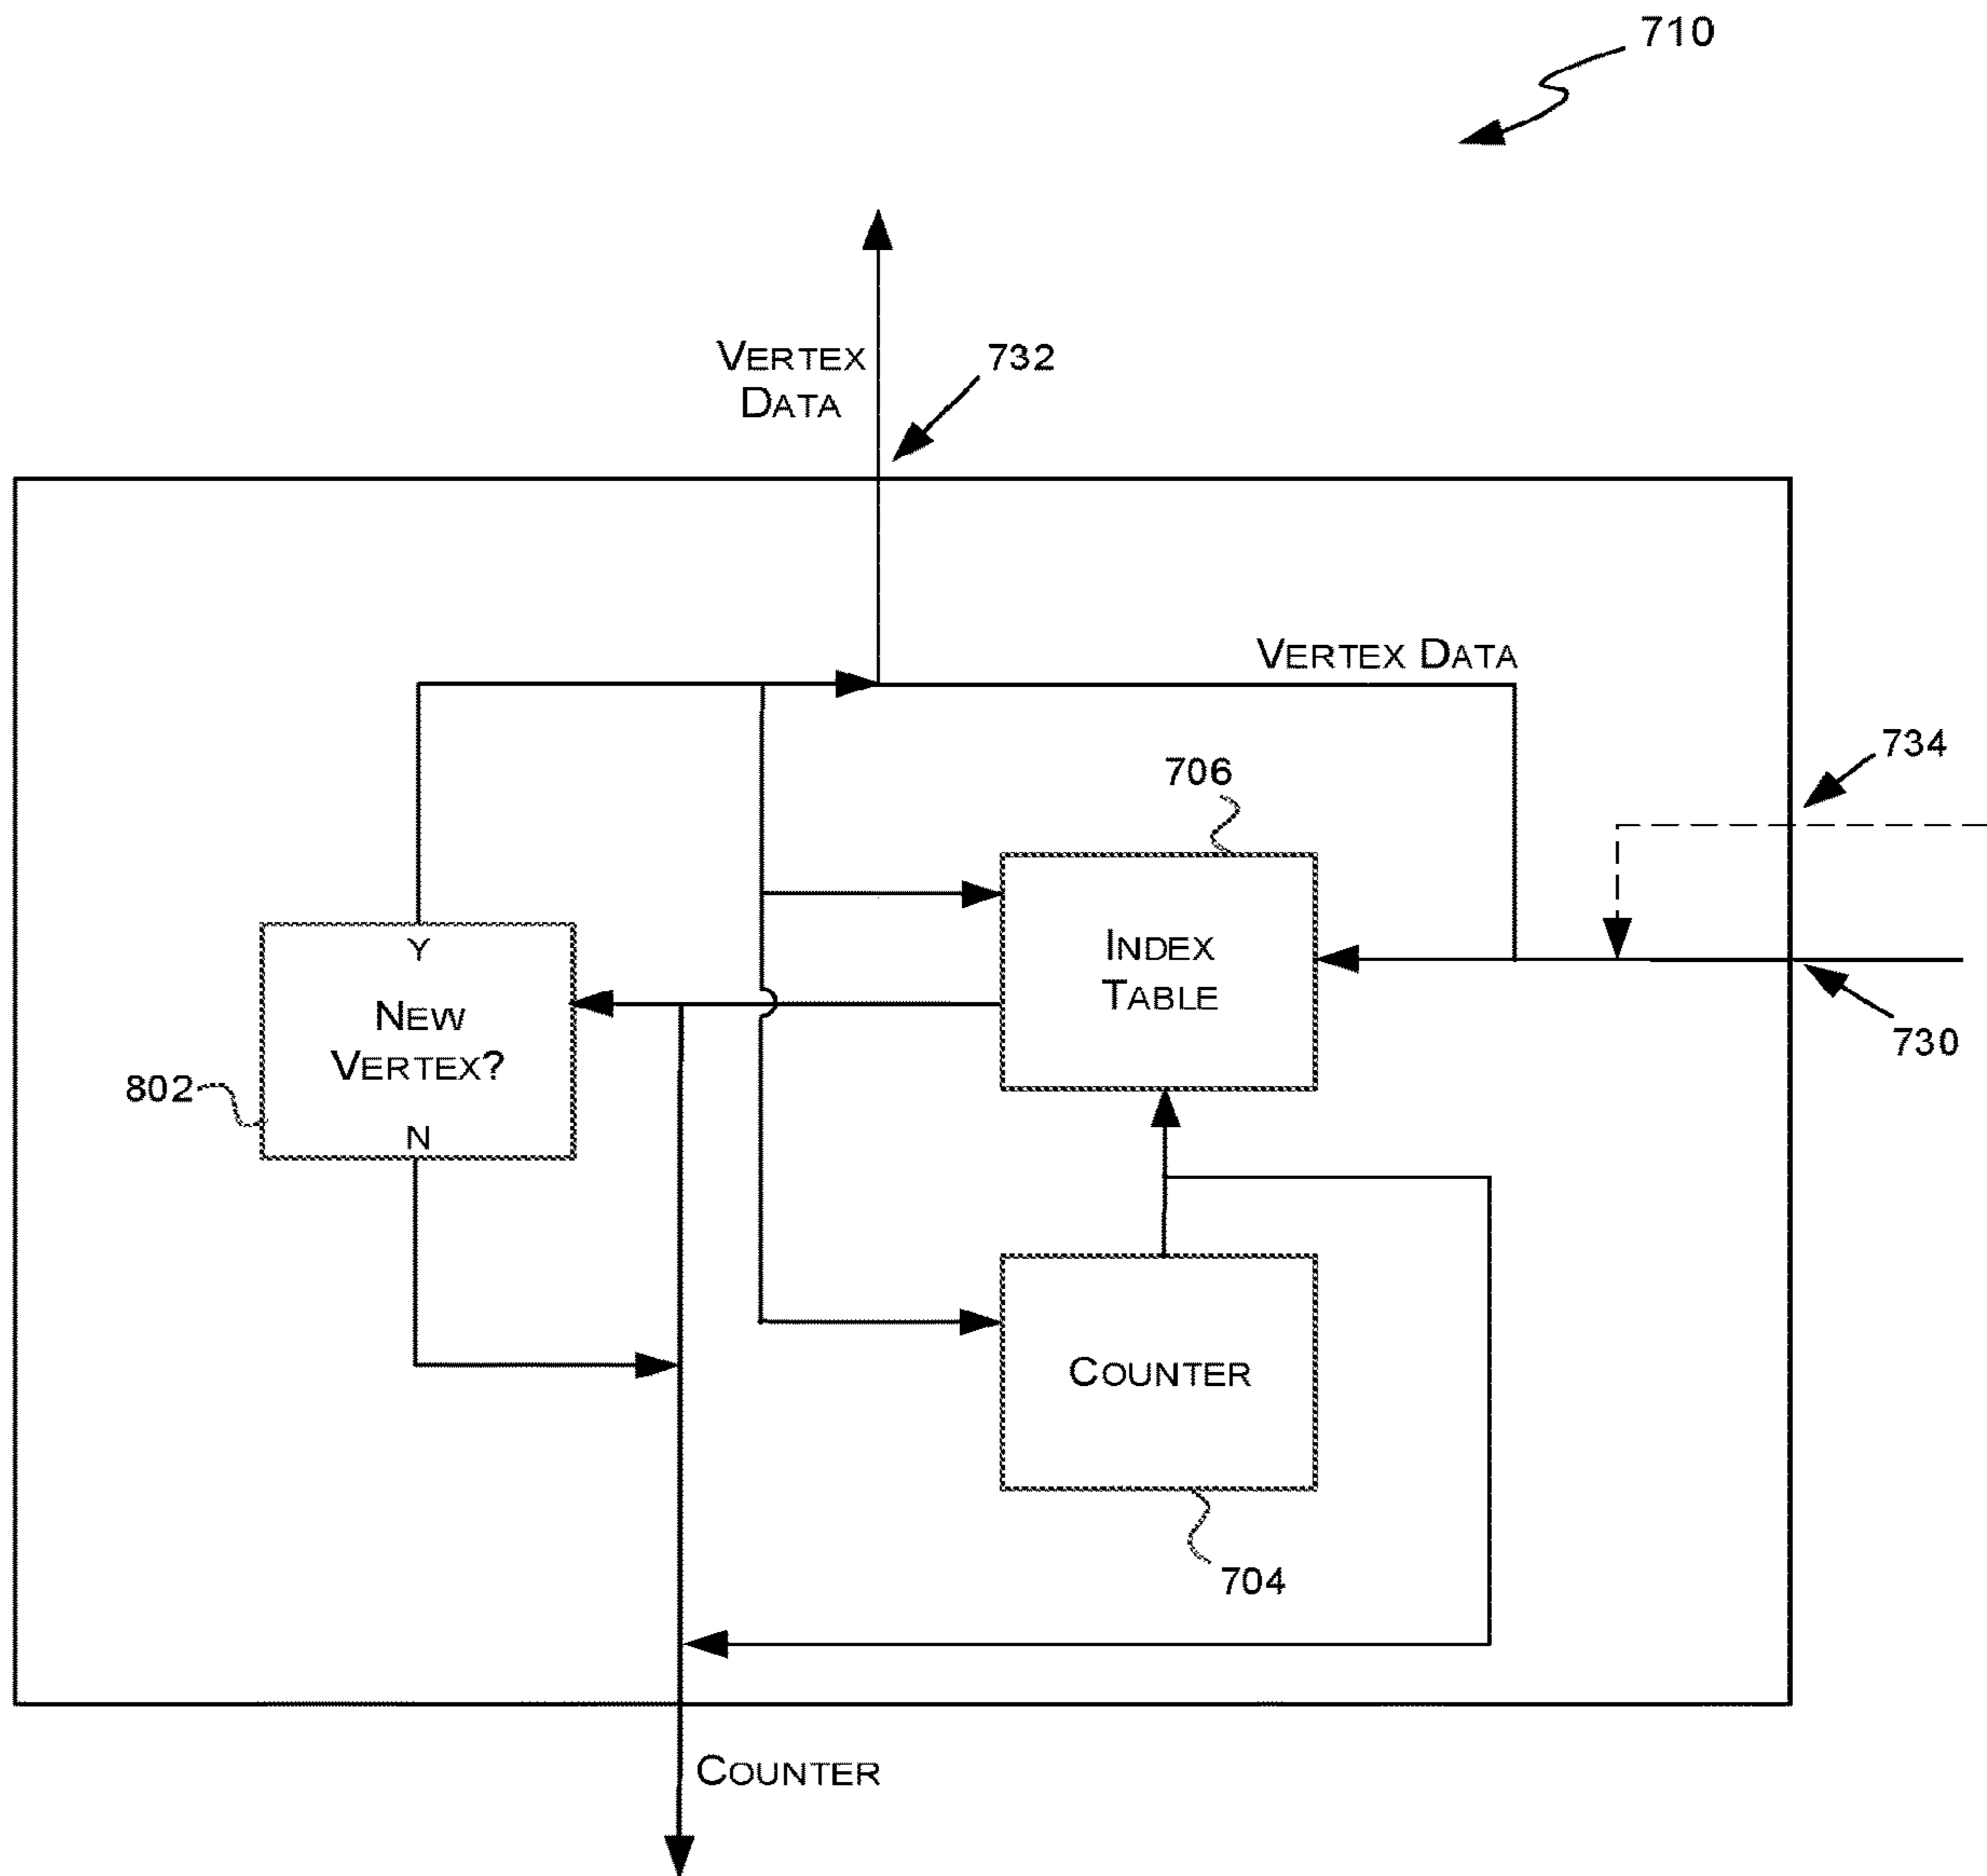 710
VERTEX
DATA
732
VERTEX DATA
734
706
INDEX
TABLE
Y
NEW
VERTEX?
N
802
730
COUNTER
704
COUNTER